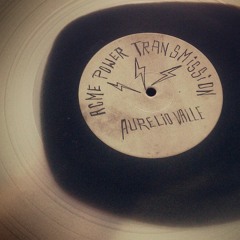 ACME POWER TRANSMISSION
AURELIO VALLE